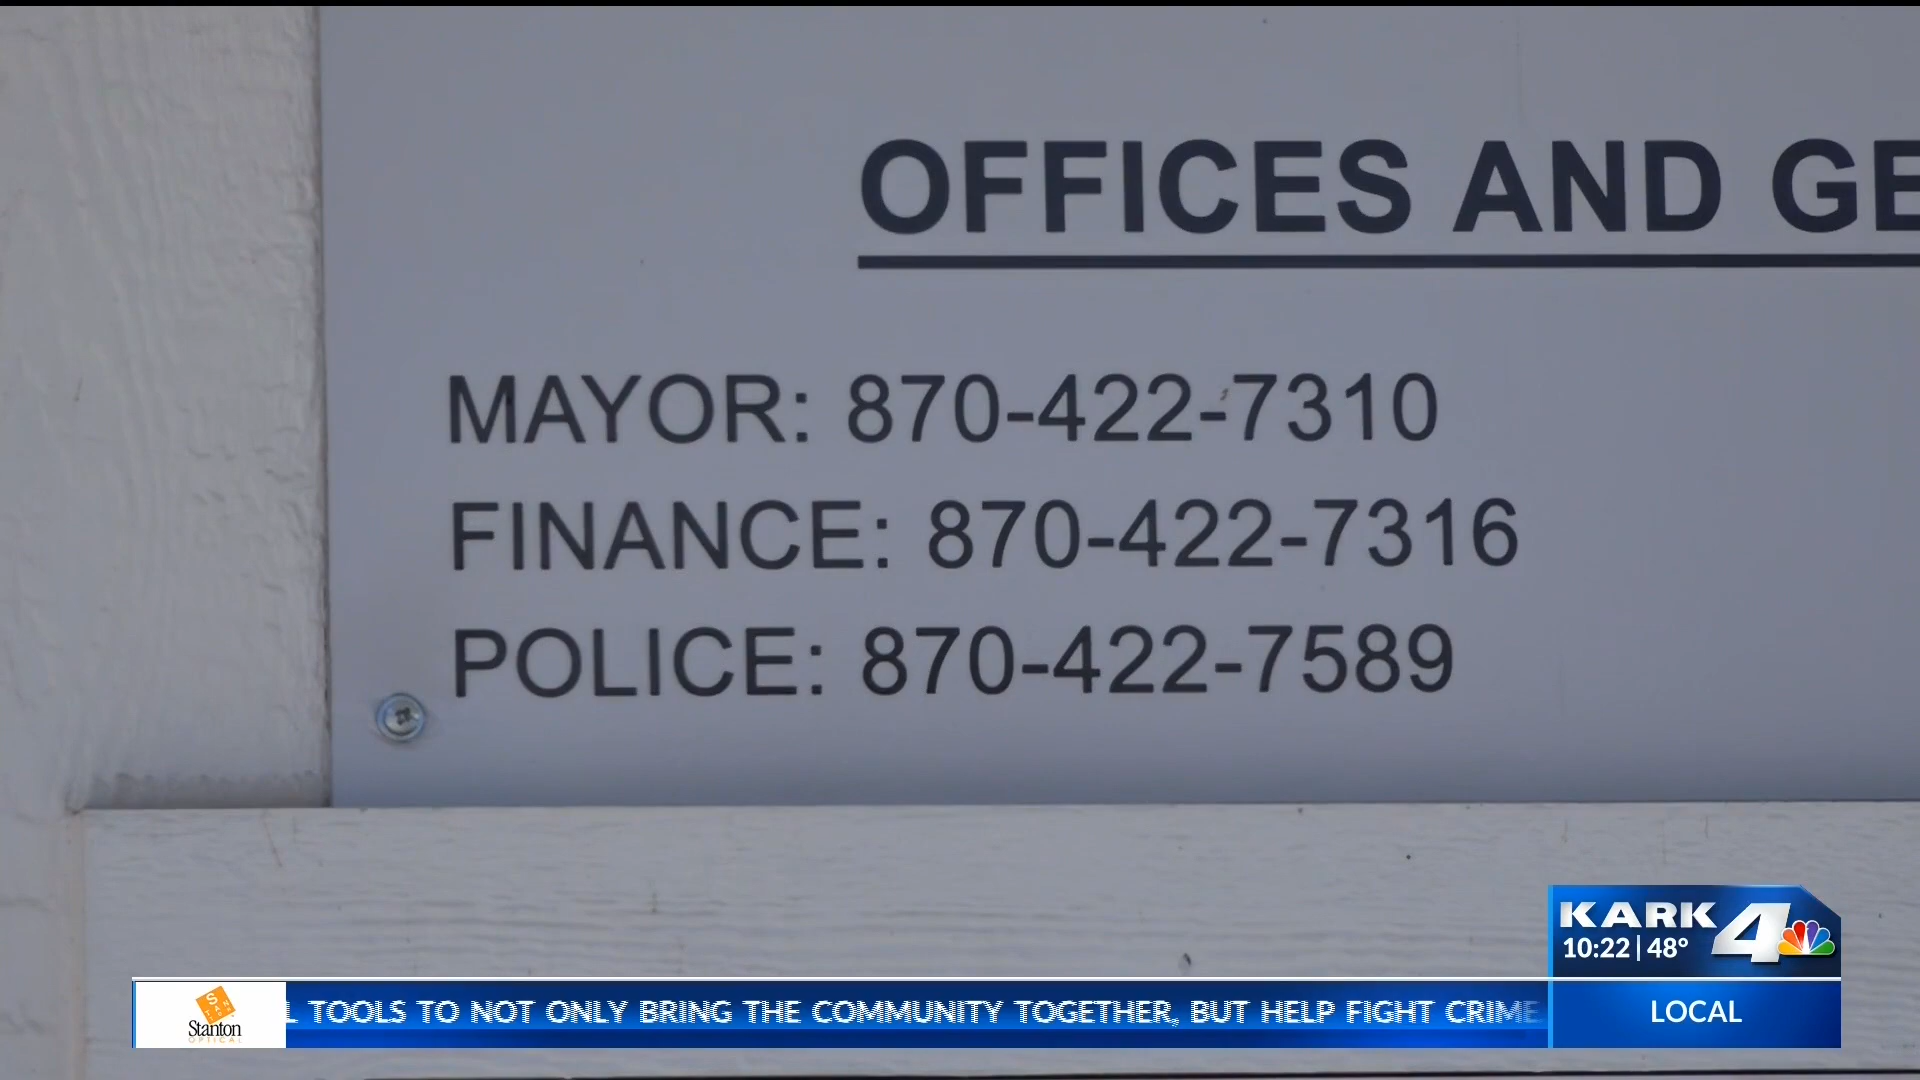 OFFICES AND GE
MAYOR: 870-422-7310
FINANCE: 870-422-7316
POLICE: 870-422-7589
KARK 4
10:22 | 48°
Stanton
OPTICAL
L TOOLS TO NOT ONLY BRING THE COMMUNITY TOGETHER, BUT HELP FIGHT CRIME
LOCAL